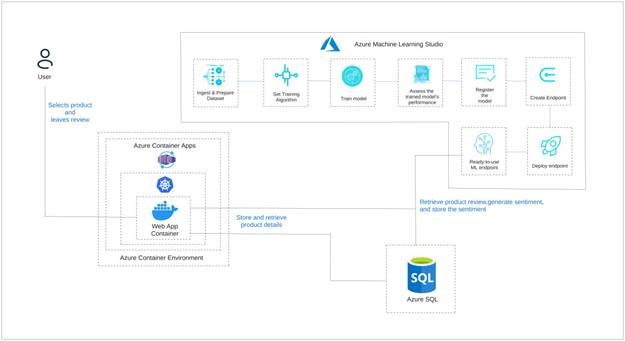 Azure Machine Learning Studio
User
Ingest & Prepare
Dataset
Set Training
Algorithm
Train model
Assess the
trained model's
performance
Register
the
model
Create Endpoint
Selects product
and
leaves review
Azure Container Apps
Ready-to-use
ML endpoint
Deploy endpoint
Web App
Container
Store and retrieve
product details
Retrieve product review,generate sentiment,
and store the sentiment
Azure Container Environment
SQL
Azure SQL